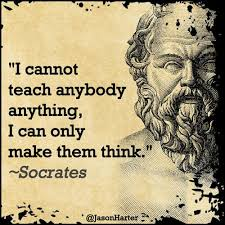 "I cannot
teach anybody
anything,
I can only
make them think."
~Socrates
@JasonHarter